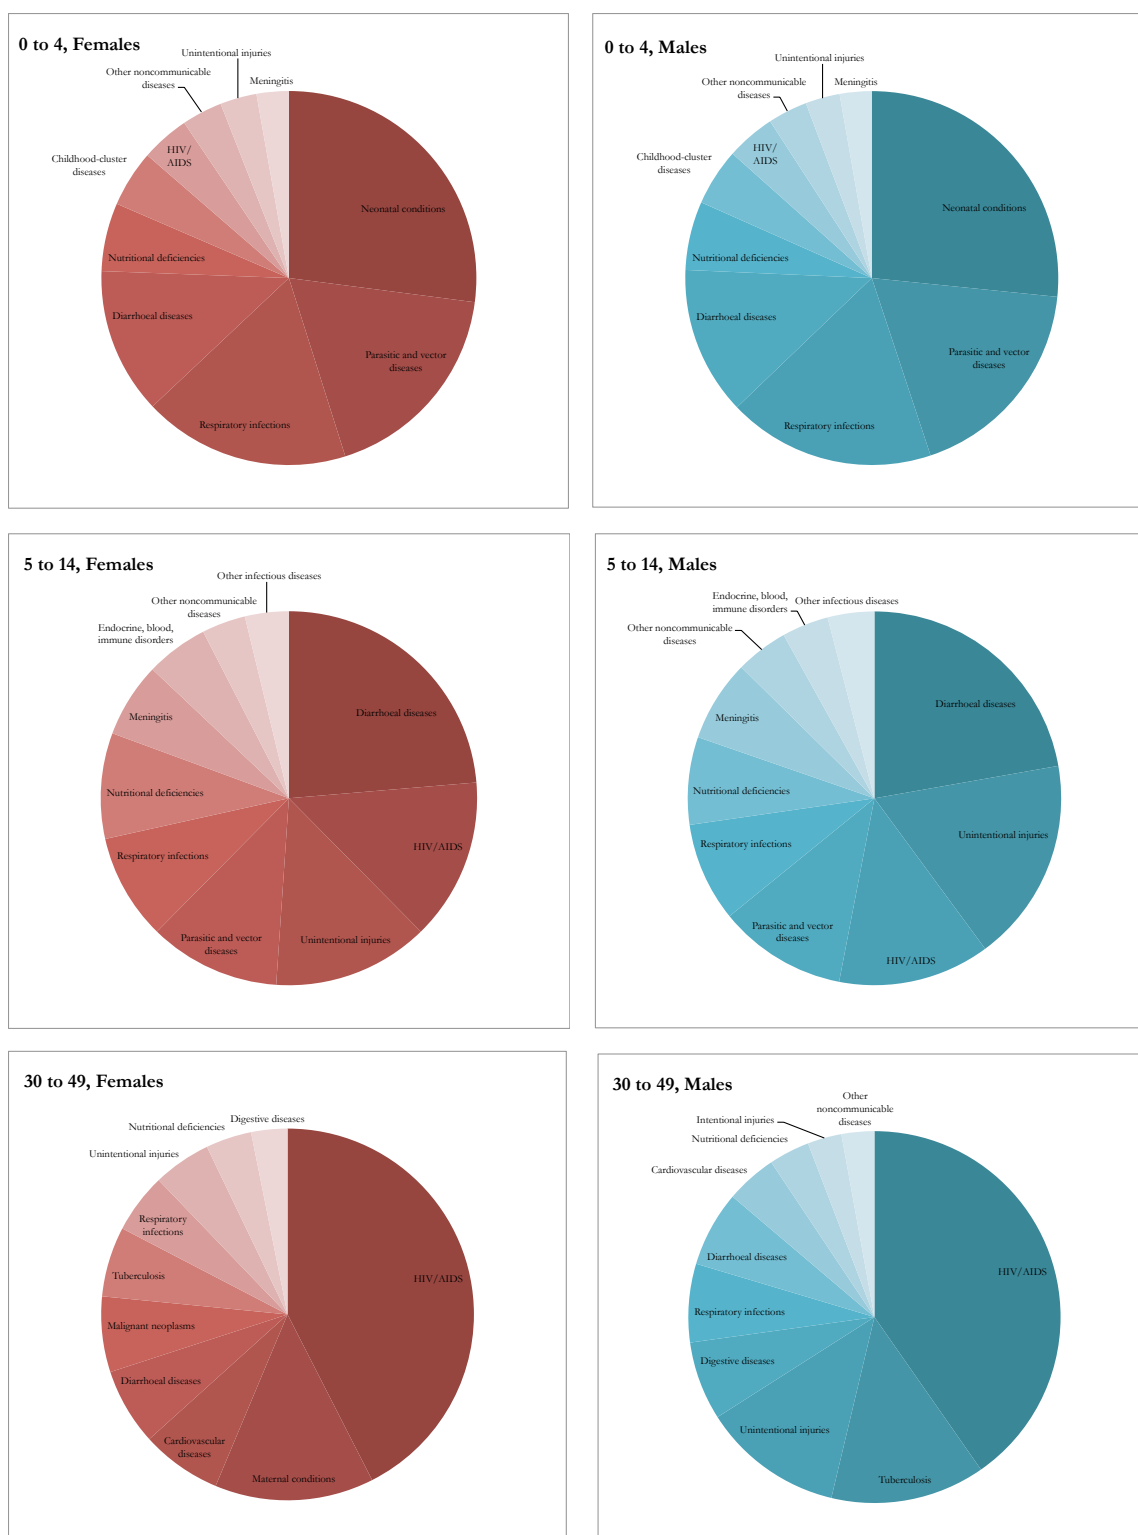 0 to 4, Females
Unintentional injuries
Other noncommunicable
diseases
Meningitis
Childhood-cluster
diseases
HIV/
AIDS
Neonatal conditions
Nutritional deficiencies
Diarrhoeal diseases
Parasitic and vector
diseases
Respiratory infections
0 to 4, Males
Unintentional injuries
Other noncommunicable
diseases
Meningitis
Childhood-cluster
diseases
HIV/
AIDS
Neonatal conditions
Nutritional deficiencies
Diarrhoeal diseases
Parasitic and vector
diseases
Respiratory infections
5 to 14, Females
Other infectious diseases
Other noncommunicable
diseases
Endocrine, blood,
immune disorders
Meningitis
Diarrhoeal diseases
Nutritional deficiencies
Respiratory infections
HIV/AIDS
Parasitic and vector
diseases
Unintentional injuries
5 to 14, Males
Endocrine, blood,
immune disorders
Other infectious diseases
Other noncommunicable
diseases
Meningitis
Diarrhoeal diseases
Nutritional deficiencies
Respiratory infections
Unintentional injuries
Parasitic and vector
diseases
HIV/AIDS
30 to 49, Females
Digestive diseases
Nutritional deficiencies
Unintentional injuries
Respiratory
infections
Tuberculosis
HIV/AIDS
Malignant neoplasms
Diarrhoeal diseases
Cardiovascular
diseases
Maternal conditions
30 to 49, Males
Other
noncommunicable
diseases
Intentional injuries
Nutritional deficiencies
Cardiovascular diseases
Diarrhoeal diseases
HIV/AIDS
Respiratory infections
Digestive diseases
Unintentional injuries
Tuberculosis